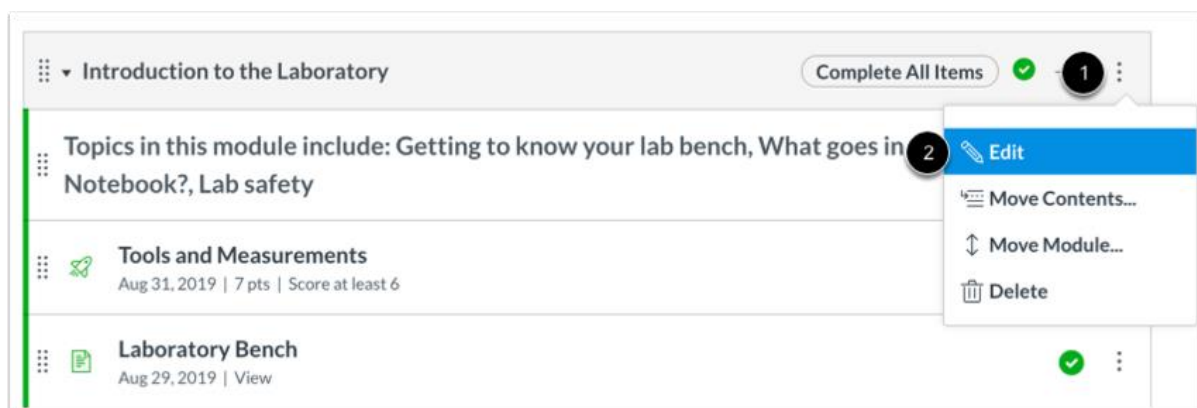 Introduction to the Laboratory
Complete All Items
1
Topics in this module include: Getting to know your lab bench, What goes in
Notebook?, Lab safety
2
Edit
Move Contents...
Move Module...
Delete
Tools and Measurements
Aug 31, 2019 | 7 pts | Score at least 6
Laboratory Bench
Aug 29, 2019 | View